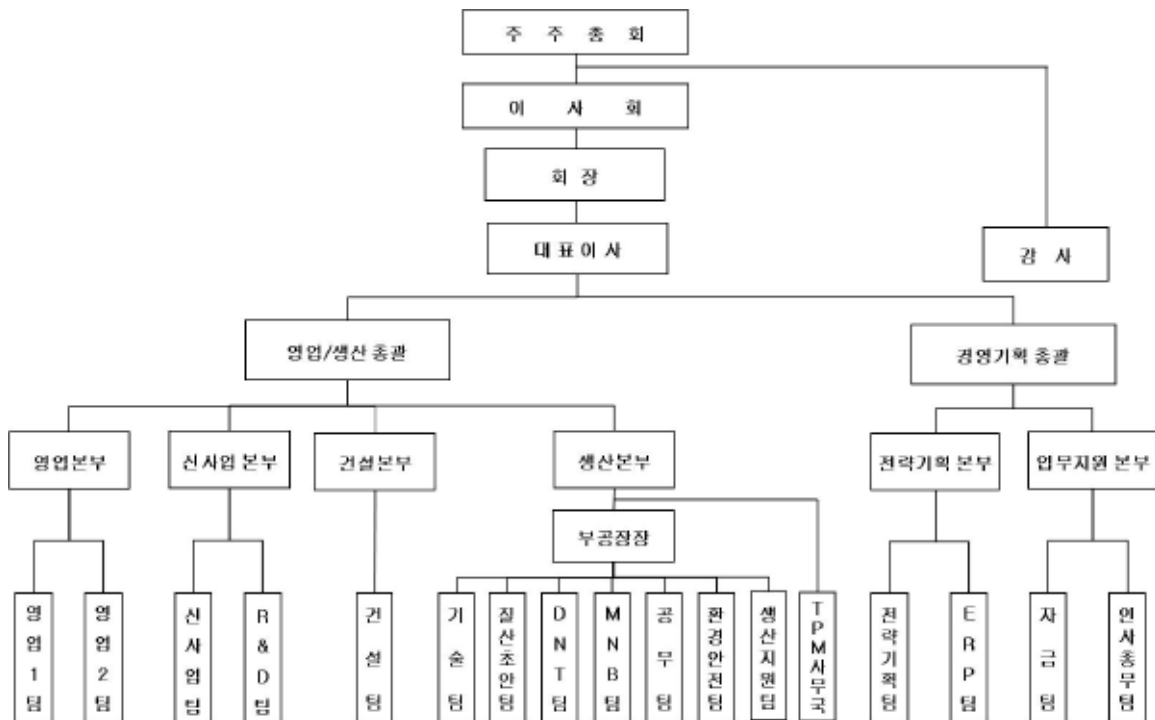 주 주 총 회
이 사 회
회 장
대 표 이 사
감 사
영업/생산 총괄
경영기획 총괄
영업본부
신사업 본부
건설본부
생산본부
전략기획 본부
업무지원 본부
부공장장
영업1팀
영업2팀
신사업팀
R&D팀
건설팀
기술팀
질산초안팀
DNT팀
MNB팀
공무팀
환경안전팀
생산지원팀
TPM사무국
전략기획팀
ERP팀
자금팀
인사총무팀